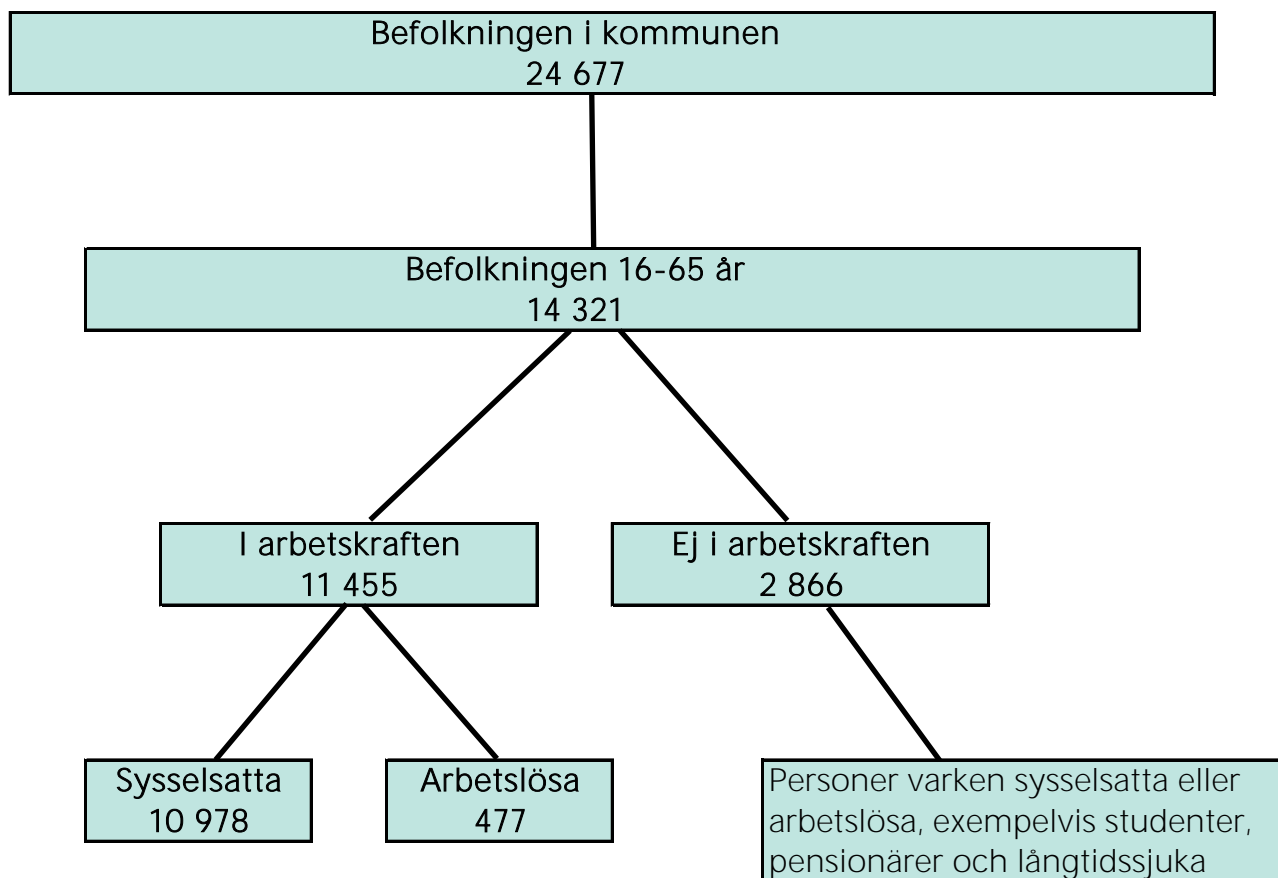 Befolkningen i kommunen
24 677
Befolkningen 16-65 år
14 321
I arbetskraften
11 455
Ej i arbetskraften
2 866
Sysselsatta
10 978
Arbetslösa
477
Personer varken sysselsatta eller
arbetslösa, exempelvis studenter,
pensionärer och långtidssjuka